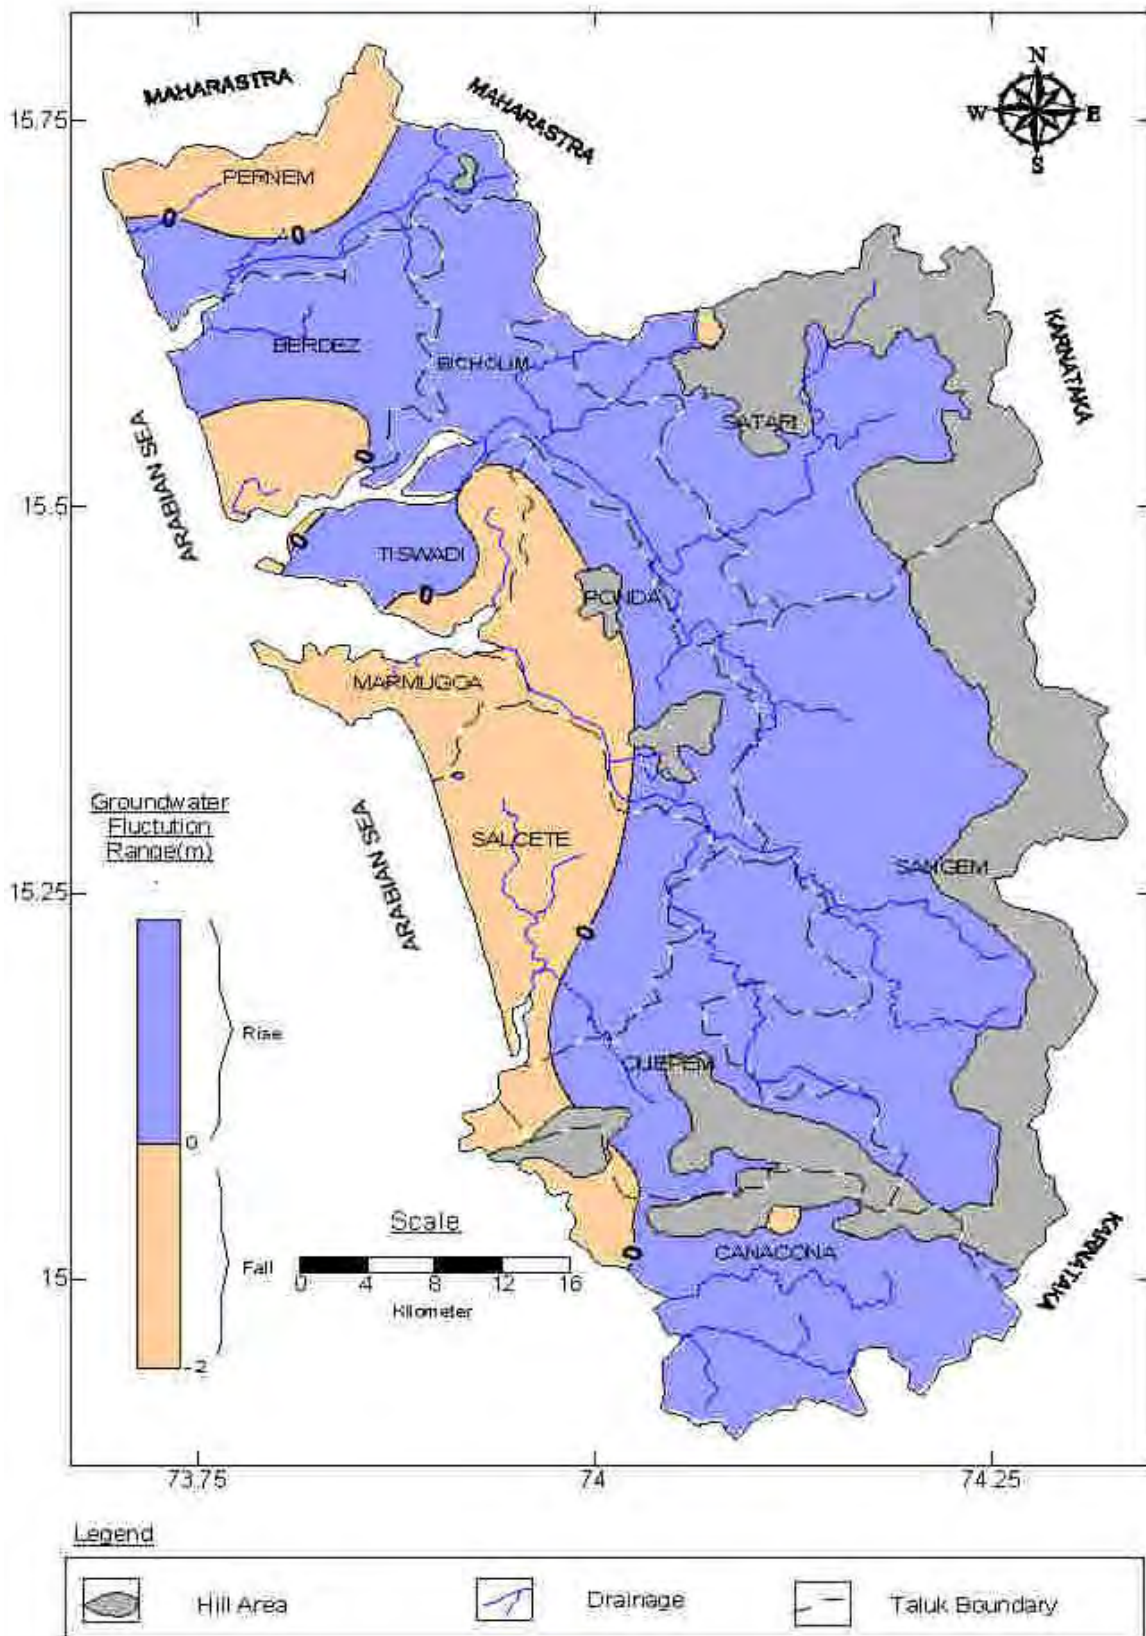 N
W E
S
MAHARASTRA
MAHARASTRA
15.75
PERNEM
0
0
KARNATAKA
BERDEZ
BICHOLIM
SATARI
ARABIAN SEA
0
15.5
0
TISWADI
0
PONDA
MARMUGOA
0
Groundwater
Fluctution
Range(m)
ARABIAN SEA
SALCETE
SANGEM
15.25
0
Rise
QUEPEM
0
Scale
0
CANACONA
KARNATAKA
15
Fall
0 4 8 12 16
Kilometer
-2
73.75 74 74.25
Legend
Hill Area
Drainage
Taluk Boundary